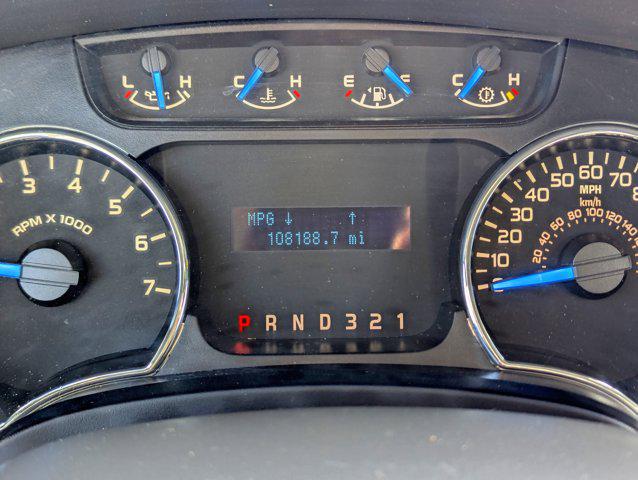 L H
C H
E F
C H
3 4 5 6 7
RPM X 1000
MPG ↓ ↑
108188.7 mi
P R N D 3 2 1
0 10 20 30 40 50 60 70
MPH
km/h
20 40 60 80 100 120 140